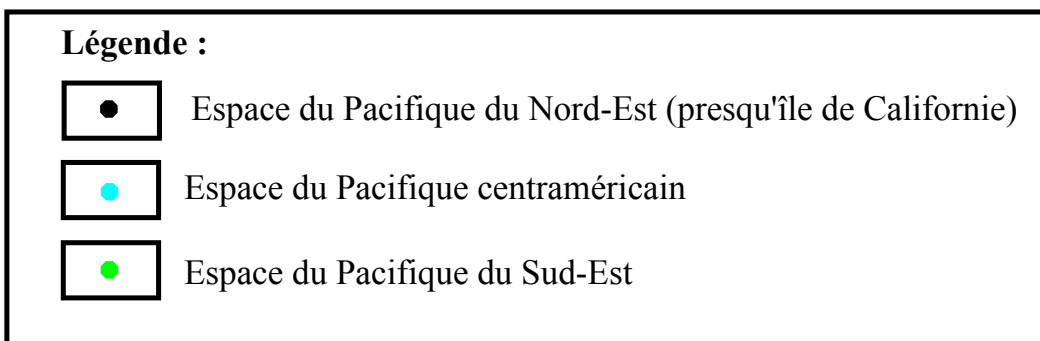 Légende :
Espace du Pacifique du Nord-Est (presqu'île de Californie)
Espace du Pacifique centraméricain
Espace du Pacifique du Sud-Est